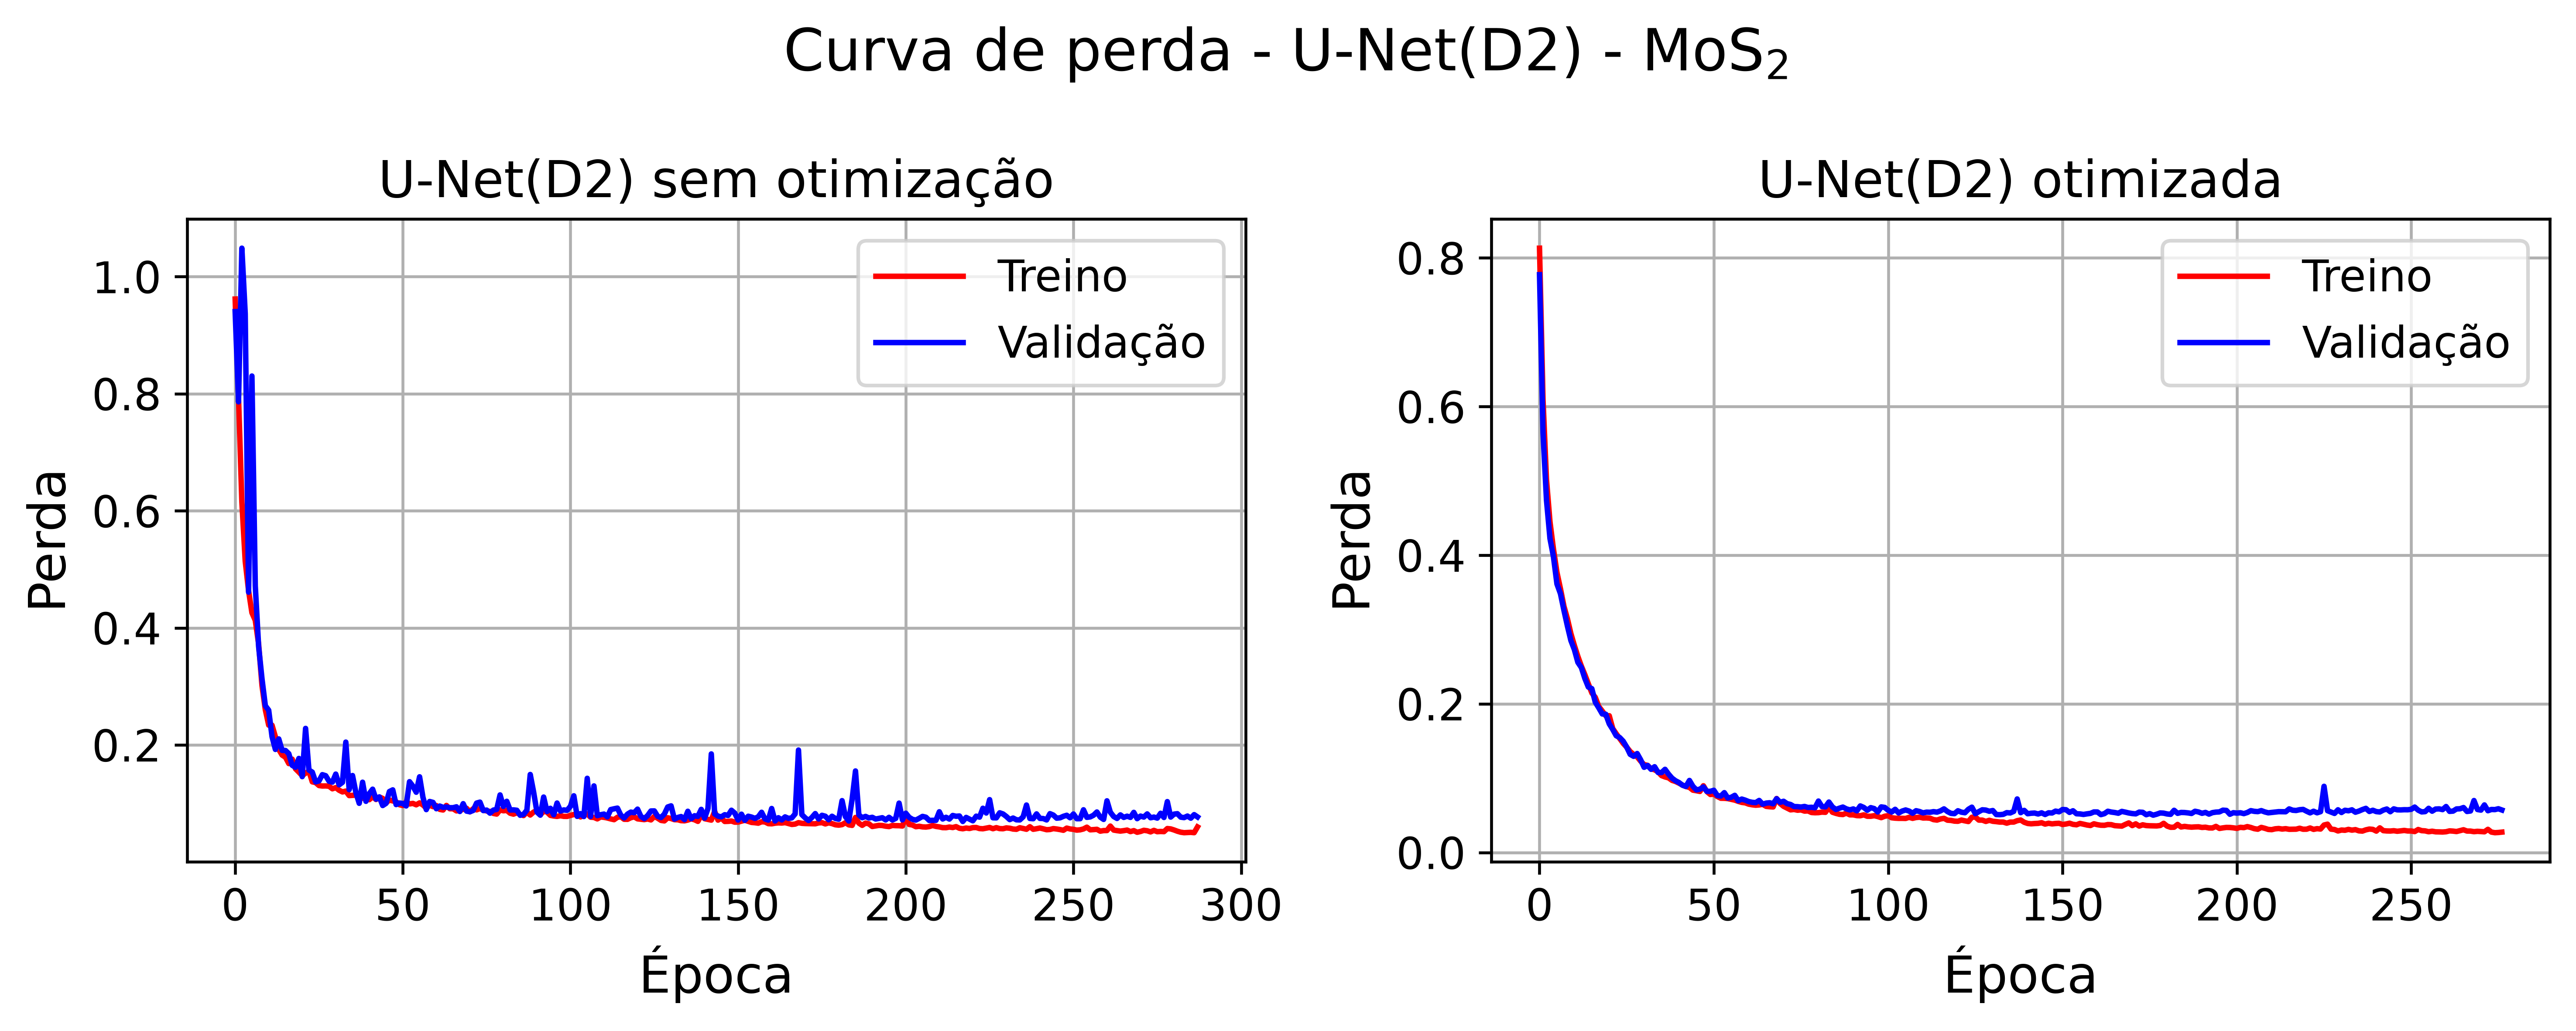 Curva de perda - U-Net(D2) - MoS₂
U-Net(D2) sem otimização
Perda
1.0
0.8
0.6
0.4
0.2
Treino
Validação
0 50 100 150 200 250 300
Época
U-Net(D2) otimizada
Perda
0.8
0.6
0.4
0.2
0.0
Treino
Validação
0 50 100 150 200 250
Época